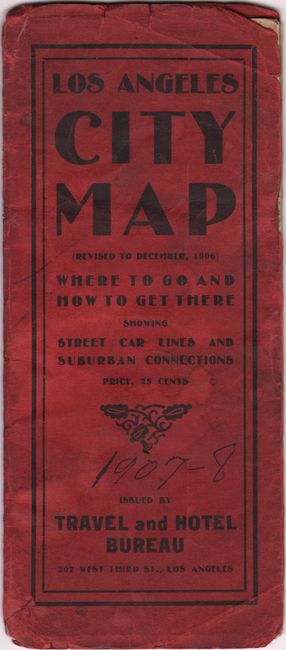 LOS ANGELES
CITY
MAP
(REVISED TO DECEMBER, 1906)
WHERE TO GO AND
HOW TO GET THERE
SHOWING
STREET CAR LINES AND
SUBURBAN CONNECTIONS
PRICE, 25 CENTS
1907-8
ISSUED BY
TRAVEL and HOTEL
BUREAU
207 WEST THIRD ST., LOS ANGELES